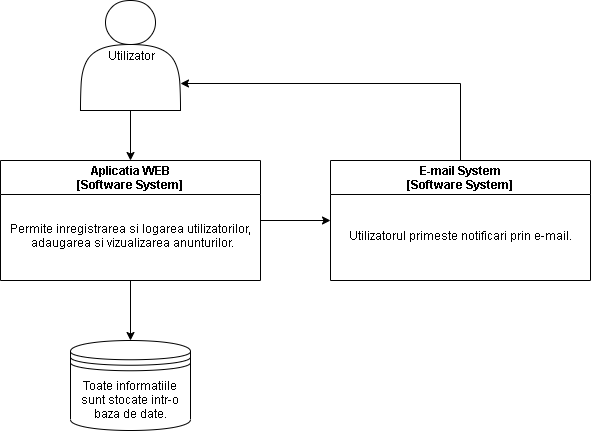 Utilizator
Aplicatia WEB
[Software System]
Permite inregistrarea si logarea utilizatorilor,
adaugarea si vizualizarea anunturilor.
E-mail System
[Software System]
Utilizatorul primeste notificari prin e-mail.
Toate informatiile
sunt stocate intr-o
baza de date.